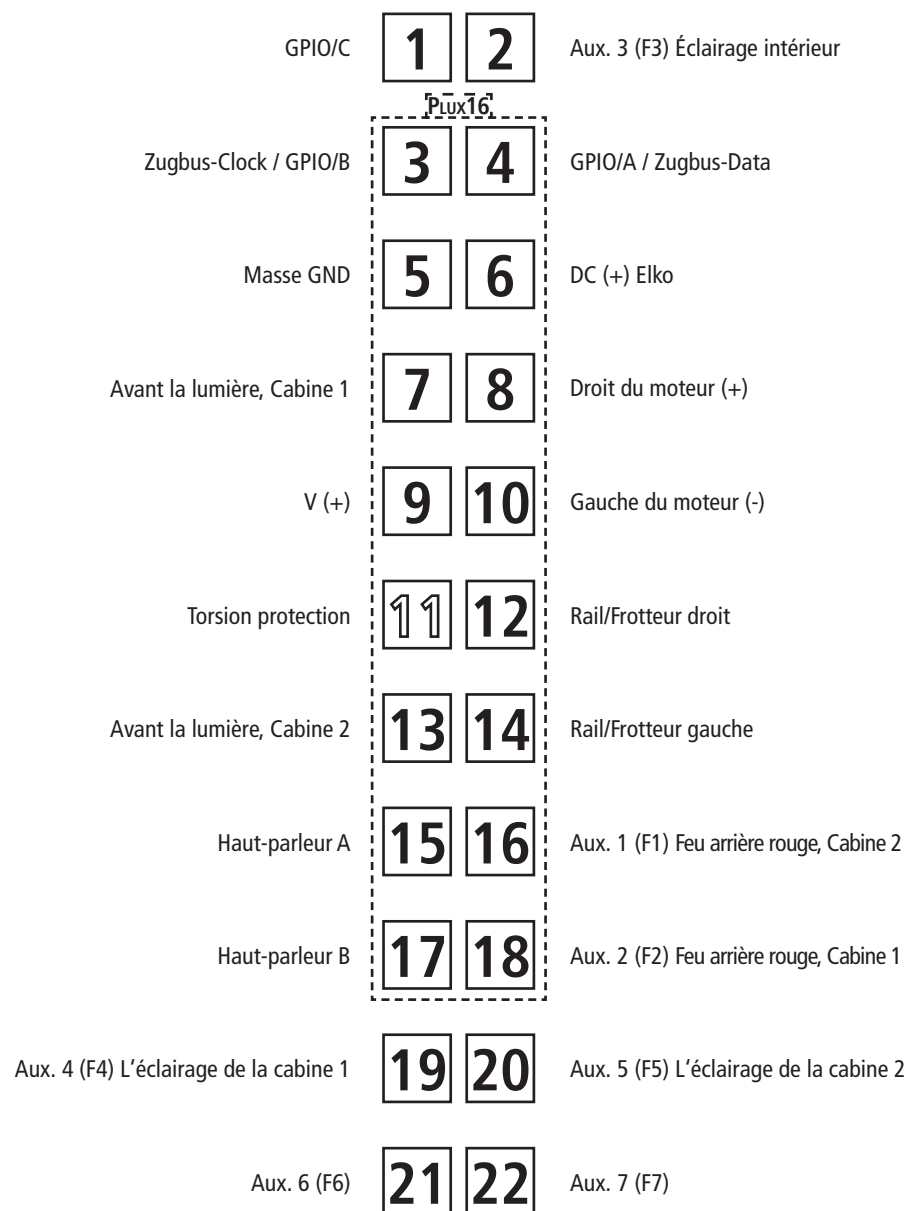 GPIO/C 1 2 Aux. 3 (F3) Éclairage intérieur
PLUX16
Zugbus-Clock / GPIO/B 3 4 GPIO/A / Zugbus-Data
Masse GND 5 6 DC (+) Elko
Avant la lumière, Cabine 1 7 8 Droit du moteur (+)
V (+) 9 10 Gauche du moteur (-)
Torsion protection 11 12 Rail/Frotteur droit
Avant la lumière, Cabine 2 13 14 Rail/Frotteur gauche
Haut-parleur A 15 16 Aux. 1 (F1) Feu arrière rouge, Cabine 2
Haut-parleur B 17 18 Aux. 2 (F2) Feu arrière rouge, Cabine 1
Aux. 4 (F4) L‘éclairage de la cabine 1 19 20 Aux. 5 (F5) L‘éclairage de la cabine 2
Aux. 6 (F6) 21 22 Aux. 7 (F7)